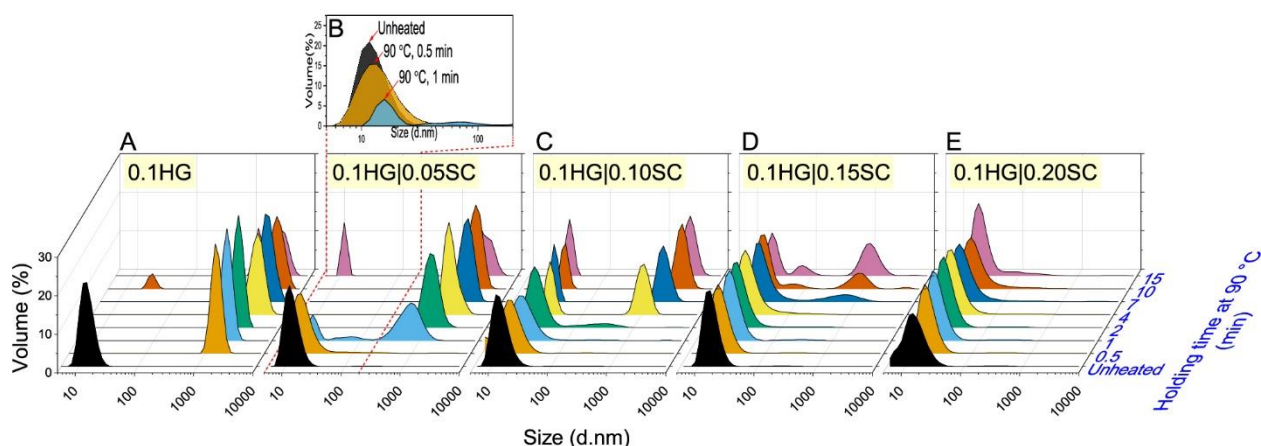 B
Volume(%)
25
20
15
10
5
0
Unheated
90 °C, 0.5 min
90 °C, 1 min
10
100
Size (d.nm)
A
C
D
E
0.1HG
0.1HG|0.05SC
0.1HG|0.10SC
0.1HG|0.15SC
0.1HG|0.20SC
Volume (%)
30
20
10
0
15
10
7
4
2
1
0.5
Unheated
Holding time at 90 °C
(min)
10
100
1000
10000
10
100
1000
10000
10
100
1000
10000
10
100
1000
10000
10
100
1000
10000
Size (d.nm)